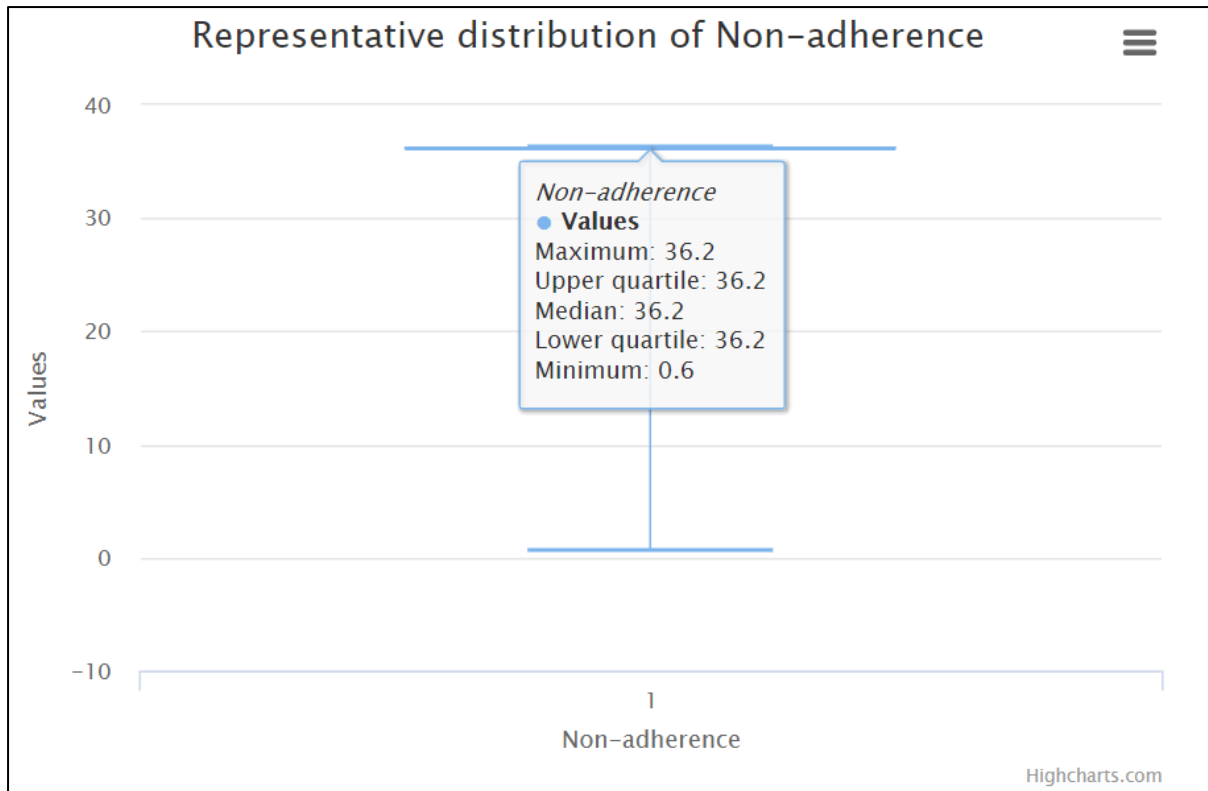 Representative distribution of Non-adherence
40
30
20
10
0
-10
Values
Non-adherence
● Values
Maximum: 36.2
Upper quartile: 36.2
Median: 36.2
Lower quartile: 36.2
Minimum: 0.6
1
Non-adherence
Highcharts.com